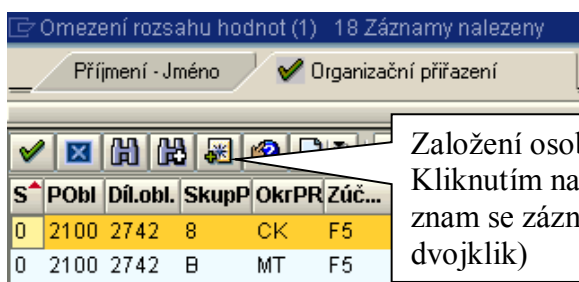 Omezení rozsahu hodnot (1) 18 Záznamy nalezeny
Příjmení - Jméno Organizační přiřazení
Založení osob
Kliknutím na
znam se zázn
dvojklik)
S PObl Díl.obl. SkupP OkrPR Zúč...
0 2100 2742 8 CK F5
0 2100 2742 B MT F5